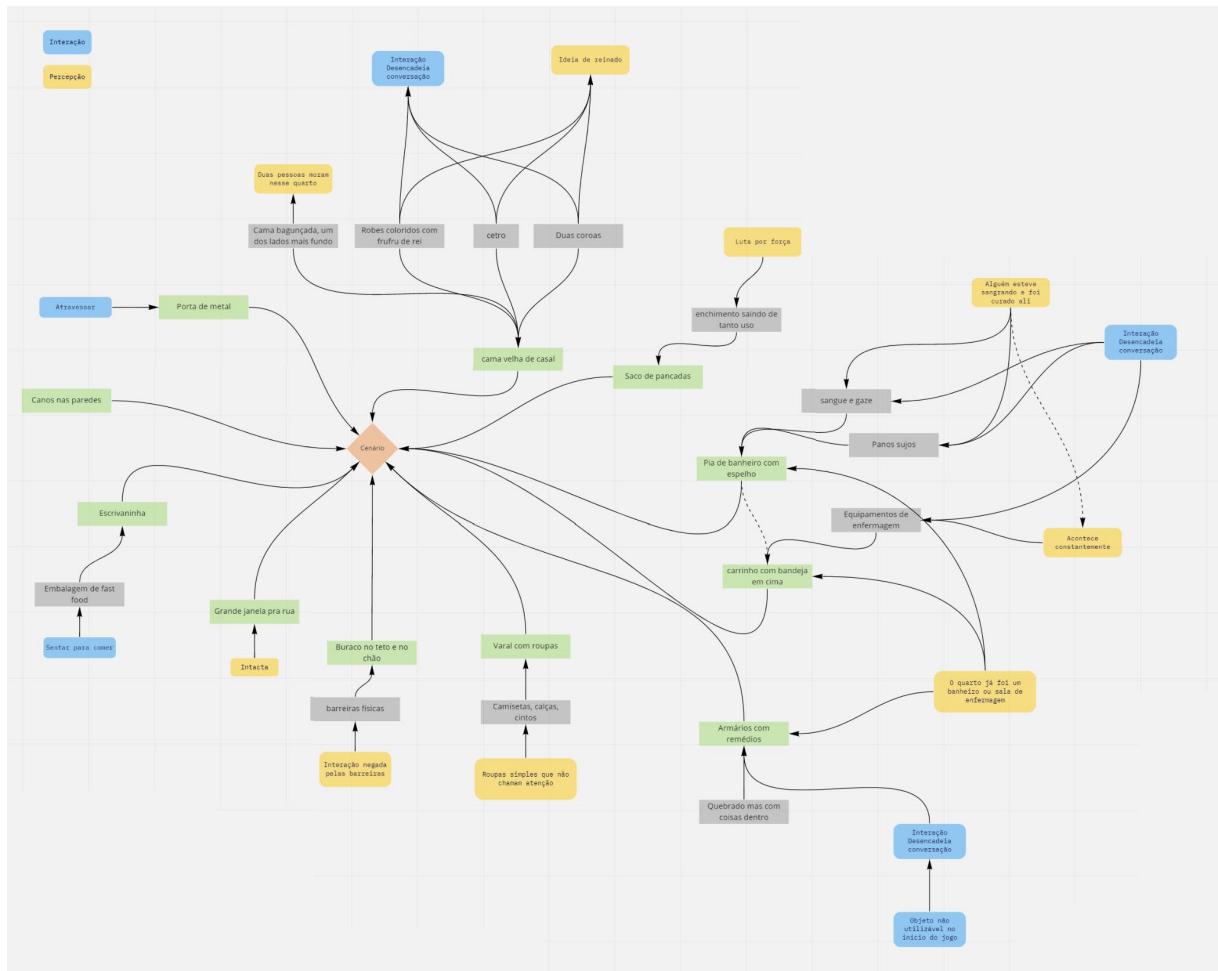 Interação
Percepção
Interação
Desencadeia
conversação
Ideia de reinado
Duas pessoas moram
nesse quarto
Cama bagunçada, um
dos lados mais fundo
Robes coloridos com
frufru de rei
cetro
Duas coroas
Luta por força
Alguém esteve
sangrando e foi
curado ali
Atravessar
Porta de metal
enchimento saindo de
tanto uso
Interação
Desencadeia
conversação
cama velha de casal
Saco de pancadas
Canos nas paredes
sangue e gaze
Cenário
Panos sujos
Pia de banheiro com
espelho
Escrivaninha
Equipamentos de
enfermagem
Acontece
constantemente
carrinho com bandeja
em cima
Embalagem de fast
food
Grande janela pra rua
Sentar para comer
Buraco no teto e no
chão
Varal com roupas
Intacta
O quarto já foi um
banheiro ou sala de
enfermagem
barreiras físicas
Camisetas, calças,
cintos
Armários com
remédios
Interação negada
pelas barreiras
Roupas simples que não
chamam atenção
Quebrado mas com
coisas dentro
Interação
Desencadeia
conversação
Objeto não
utilizável no
inicio do jogo